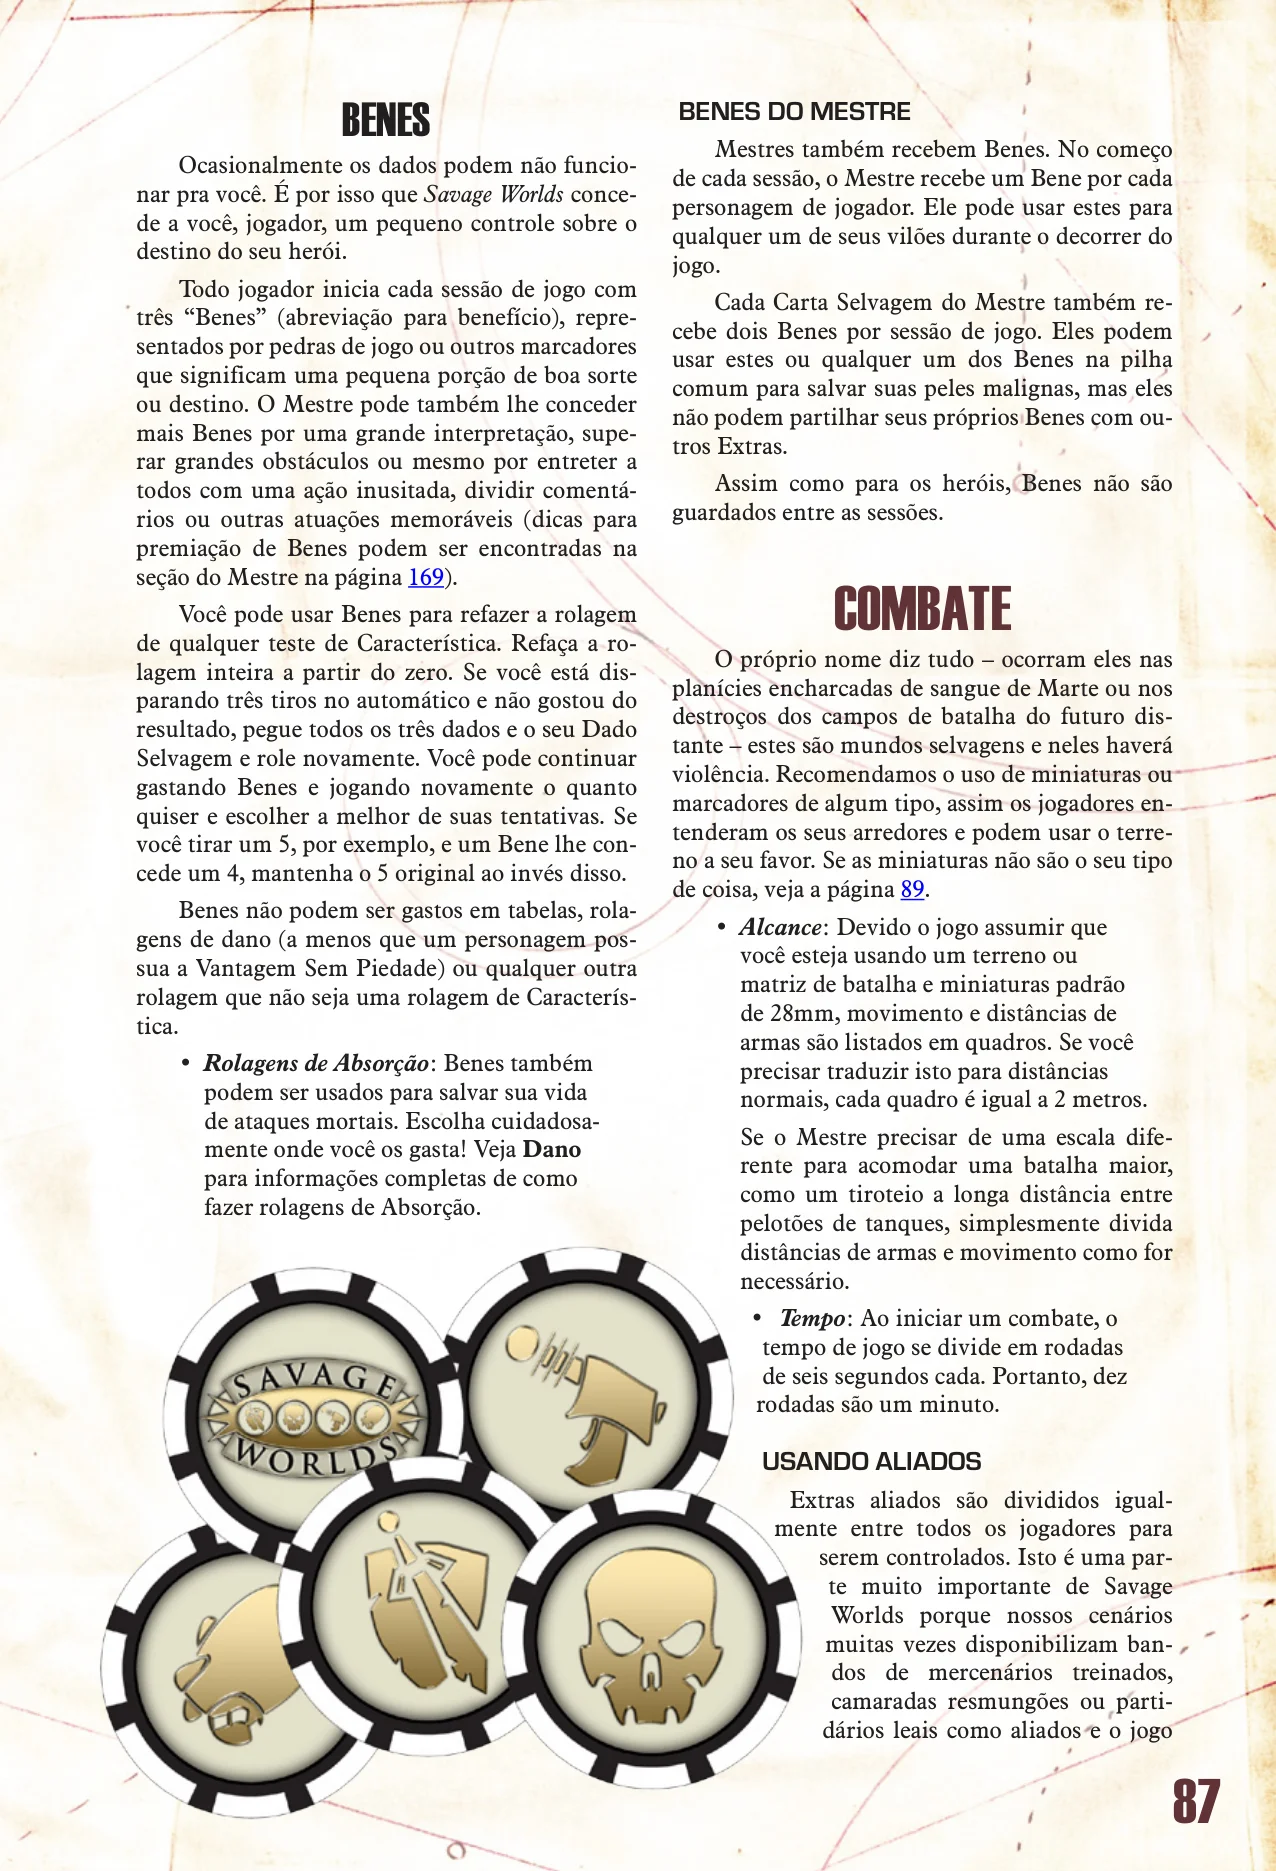 BENES
Ocasionalmente os dados podem não funcio-
nar pra você. É por isso que Savage Worlds conce-
de a você, jogador, um pequeno controle sobre o
destino do seu herói.
Todo jogador inicia cada sessão de jogo com
três “Benes” (abreviação para benefício), repre-
sentados por pedras de jogo ou outros marcadores
que significam uma pequena porção de boa sorte
ou destino. O Mestre pode também lhe conceder
mais Benes por uma grande interpretação, supe-
rar grandes obstáculos ou mesmo por entreter a
todos com uma ação inusitada, dividir comentá-
rios ou outras atuações memoráveis (dicas para
premiação de Benes podem ser encontradas na
seção do Mestre na página 169).
Você pode usar Benes para refazer a rolagem
de qualquer teste de Característica. Refaça a ro-
lagem inteira a partir do zero. Se você está dis-
parando três tiros no automático e não gostou do
resultado, pegue todos os três dados e o seu Dado
Selvagem e role novamente. Você pode continuar
gastando Benes e jogando novamente o quanto
quiser e escolher a melhor de suas tentativas. Se
você tirar um 5, por exemplo, e um Bene lhe con-
cede um 4, mantenha o 5 original ao invés disso.
Benes não podem ser gastos em tabelas, rola-
gens de dano (a menos que um personagem pos-
sua a Vantagem Sem Piedade) ou qualquer outra
rolagem que não seja uma rolagem de Caracterís-
tica.
• Rolagens de Absorção: Benes também
podem ser usados para salvar sua vida
de ataques mortais. Escolha cuidadosa-
mente onde você os gasta! Veja Dano
para informações completas de como
fazer rolagens de Absorção.
SAVAGE
WORLDS
BENES DO MESTRE
Mestres também recebem Benes. No começo
de cada sessão, o Mestre recebe um Bene por cada
personagem de jogador. Ele pode usar estes para
qualquer um de seus vilões durante o decorrer do
jogo.
Cada Carta Selvagem do Mestre também re-
cebe dois Benes por sessão de jogo. Eles podem
usar estes ou qualquer um dos Benes na pilha
comum para salvar suas peles malignas, mas eles
não podem partilhar seus próprios Benes com ou-
tros Extras.
Assim como para os heróis, Benes não são
guardados entre as sessões.
COMBATE
O próprio nome diz tudo – ocorram eles nas
planícies encharcadas de sangue de Marte ou nos
destroços dos campos de batalha do futuro dis-
tante – estes são mundos selvagens e neles haverá
violência. Recomendamos o uso de miniaturas ou
marcadores de algum tipo, assim os jogadores en-
tenderam os seus arredores e podem usar o terre-
no a seu favor. Se as miniaturas não são o seu tipo
de coisa, veja a página 89.
• Alcance: Devido o jogo assumir que
você esteja usando um terreno ou
matriz de batalha e miniaturas padrão
de 28mm, movimento e distâncias de
armas são listados em quadros. Se você
precisar traduzir isto para distâncias
normais, cada quadro é igual a 2 metros.
Se o Mestre precisar de uma escala dife-
rente para acomodar uma batalha maior,
como um tiroteio a longa distância entre
pelotões de tanques, simplesmente divida
distâncias de armas e movimento como for
necessário.
• Tempo: Ao iniciar um combate, o
tempo de jogo se divide em rodadas
de seis segundos cada. Portanto, dez
rodadas são um minuto.
USANDO ALIADOS
Extras aliados são divididos igual-
mente entre todos os jogadores para
serem controlados. Isto é uma par-
te muito importante de Savage
Worlds porque nossos cenários
muitas vezes disponibilizam ban-
dos de mercenários treinados,
camaradas resmungões ou parti-
dários leais como aliados e o jogo
87